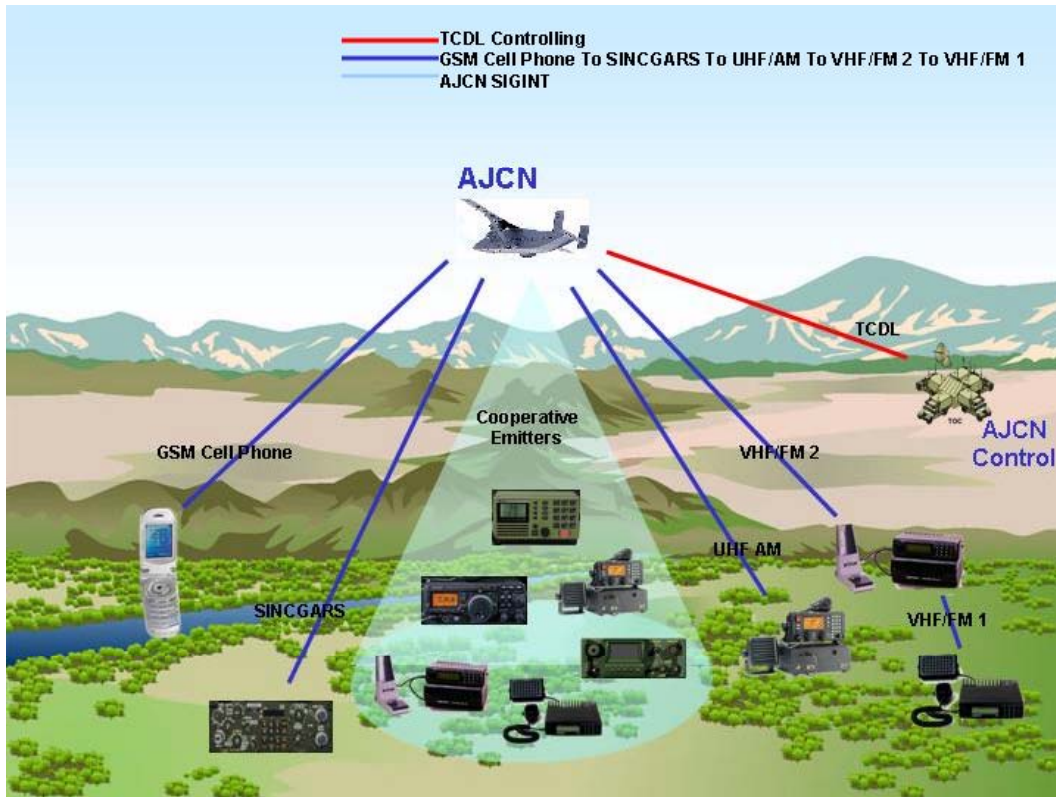 TCDL Controlling
GSM Cell Phone To SINCGARS To UHF/AM To VHF/FM 2 To VHF/FM 1
AJCN SIGINT
AJCN
TCDL
TOC
AJCN
Control
Cooperative
Emitters
GSM Cell Phone
VHF/FM 2
UHF AM
SINCGARS
VHF/FM 1